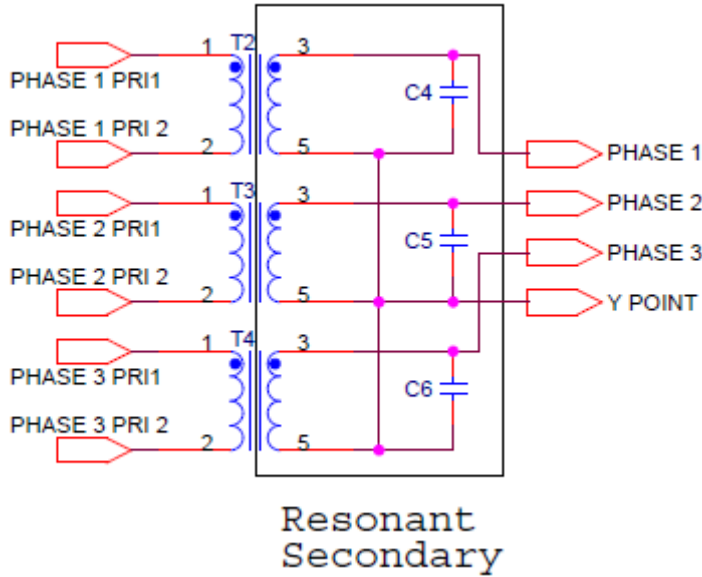 1 T2 3
PHASE 1 PRI1
C4
PHASE 1 PRI 2
2 5
PHASE 1
1 T3 3
PHASE 2
PHASE 2 PRI1
C5
PHASE 3
PHASE 2 PRI 2
2 5
Y POINT
1 T4 3
PHASE 3 PRI1
C6
PHASE 3 PRI 2
2 5
Resonant
Secondary